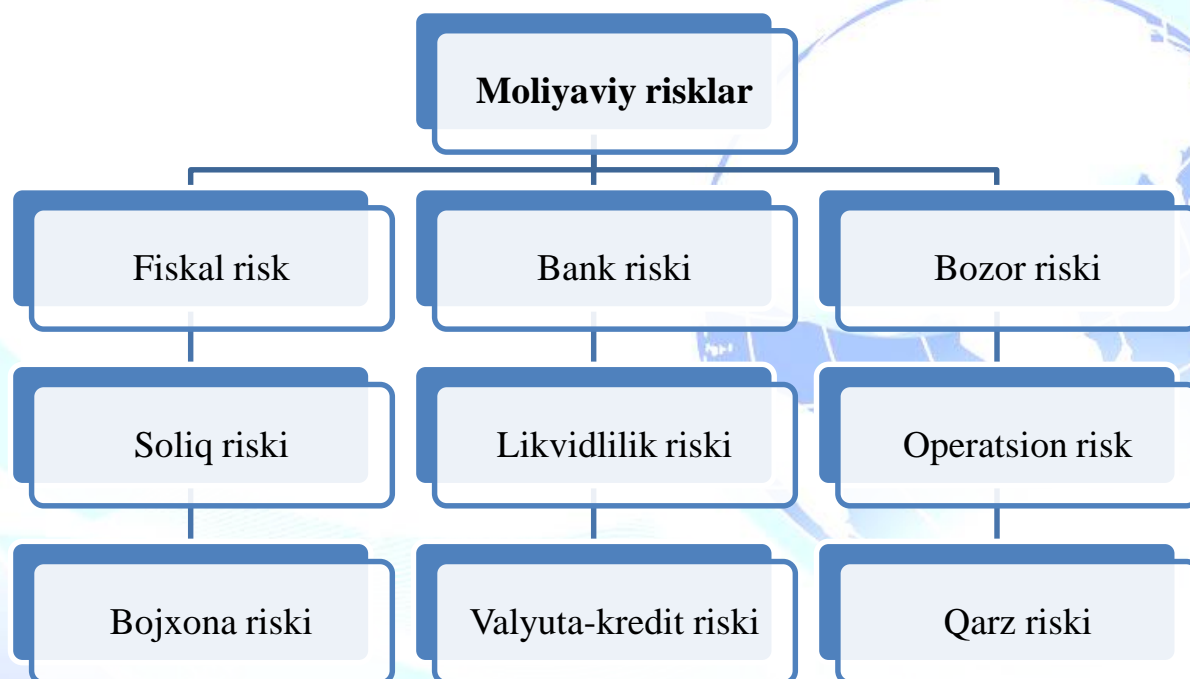 Moliyaviy risklar
Fiskal risk
Bank riski
Bozor riski
Soliq riski
Likvidlilik riski
Operatsion risk
Bojxona riski
Valyuta-kredit riski
Qarz riski